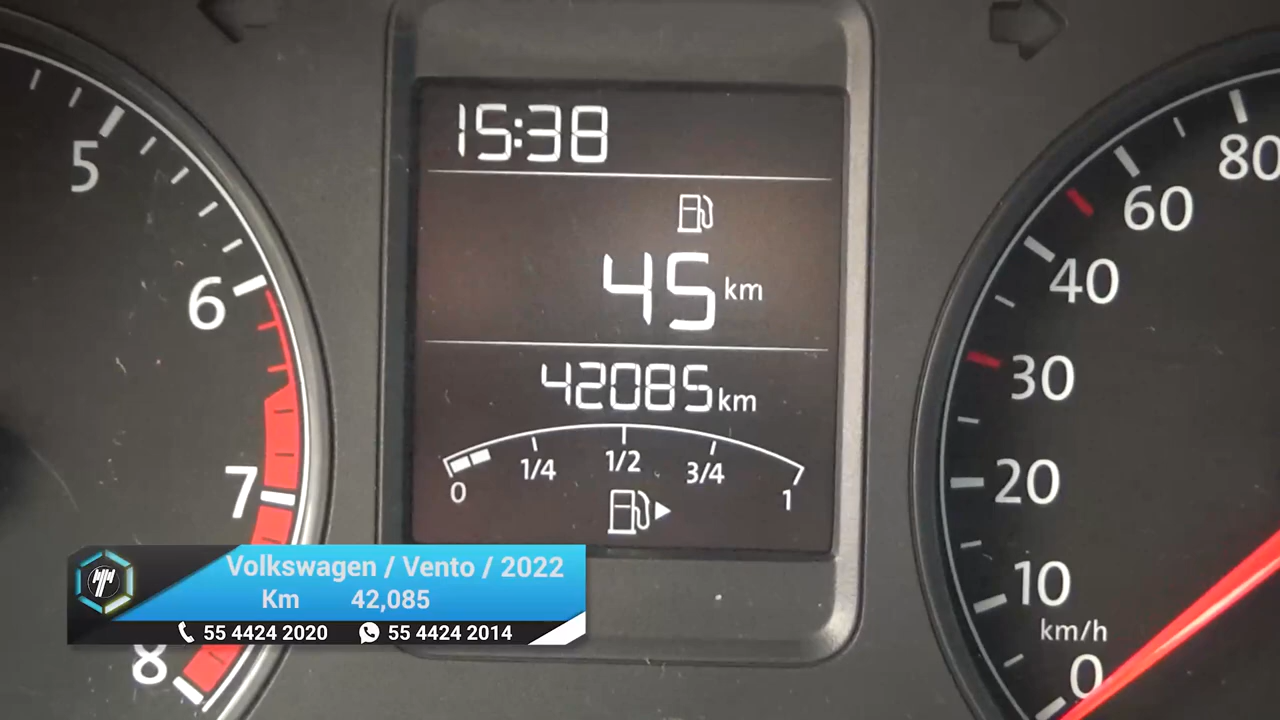 15:38
45 km
42085 km
0 1/4 1/2 3/4 1
5
6
7
8
80
60
40
30
20
10
km/h
0
Volkswagen / Vento / 2022
Km 42,085
55 4424 2020 55 4424 2014